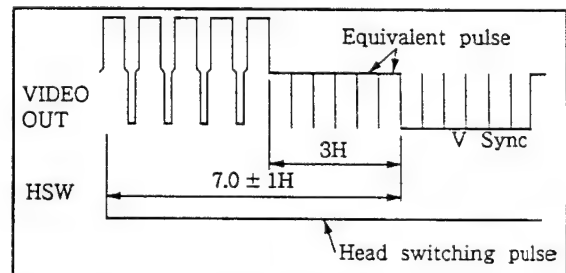 Equivalent pulse
VIDEO
OUT
V Sync
3H
7.0 ± 1H
HSW
Head switching pulse